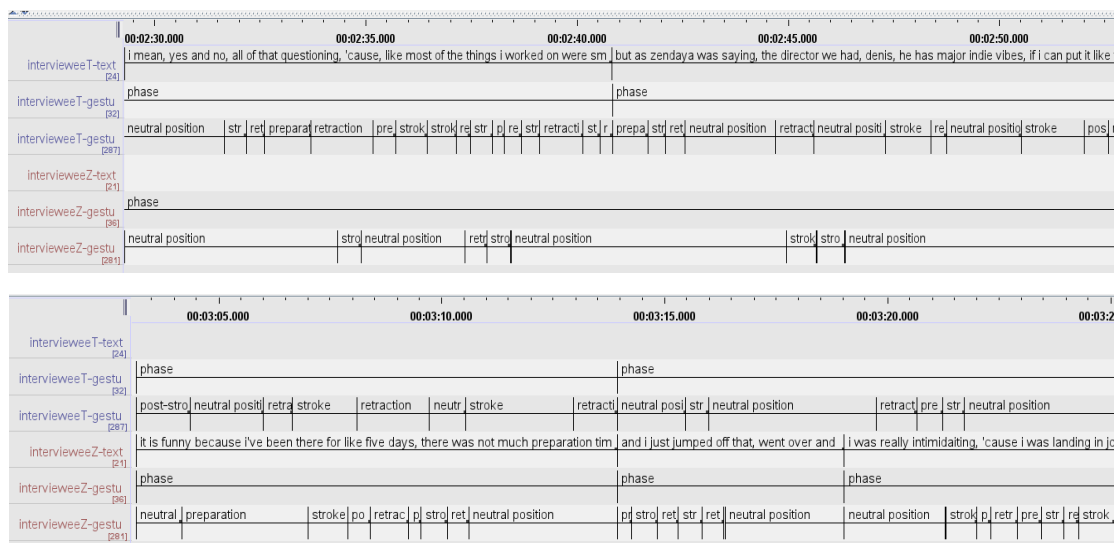 00:02:30.000 00:02:35.000 00:02:40.000 00:02:45.000 00:02:50.000
i mean, yes and no, all of that questioning, 'cause, like most of the things i worked on were sm but as zendaya was saying, the director we had, denis, he has major indie vibes, if i can put it like
intervieweeT-text
[24]
phase phase
intervieweeT-gestu
[32]
neutral position str ret preparat retraction pre strok strok re str p re str retracti st r prepa str ret neutral position retract neutral positi stroke re neutral positio stroke pos
intervieweeT-gestu
[287]
intervieweeZ-text
[21]
phase
intervieweeZ-gestu
[36]
neutral position stro neutral position retr stro neutral position strok stro neutral position
intervieweeZ-gestu
[281]
00:03:05.000 00:03:10.000 00:03:15.000 00:03:20.000 00:03:2
intervieweeT-text
[24]
phase phase
intervieweeT-gestu
[32]
post-stro neutral positi retra stroke retraction neutr stroke retracti neutral posi str neutral position retract pre str neutral position
intervieweeT-gestu
[287]
it is funny because i've been there for like five days, there was not much preparation tim and i just jumped off that, went over and i was really intimidaiting, 'cause i was landing in jo
intervieweeZ-text
[21]
phase phase phase
intervieweeZ-gestu
[36]
neutral preparation stroke po retrac p stro ret neutral position pr stro ret str ret neutral position neutral position strok p retr pre str re strok
intervieweeZ-gestu
[281]